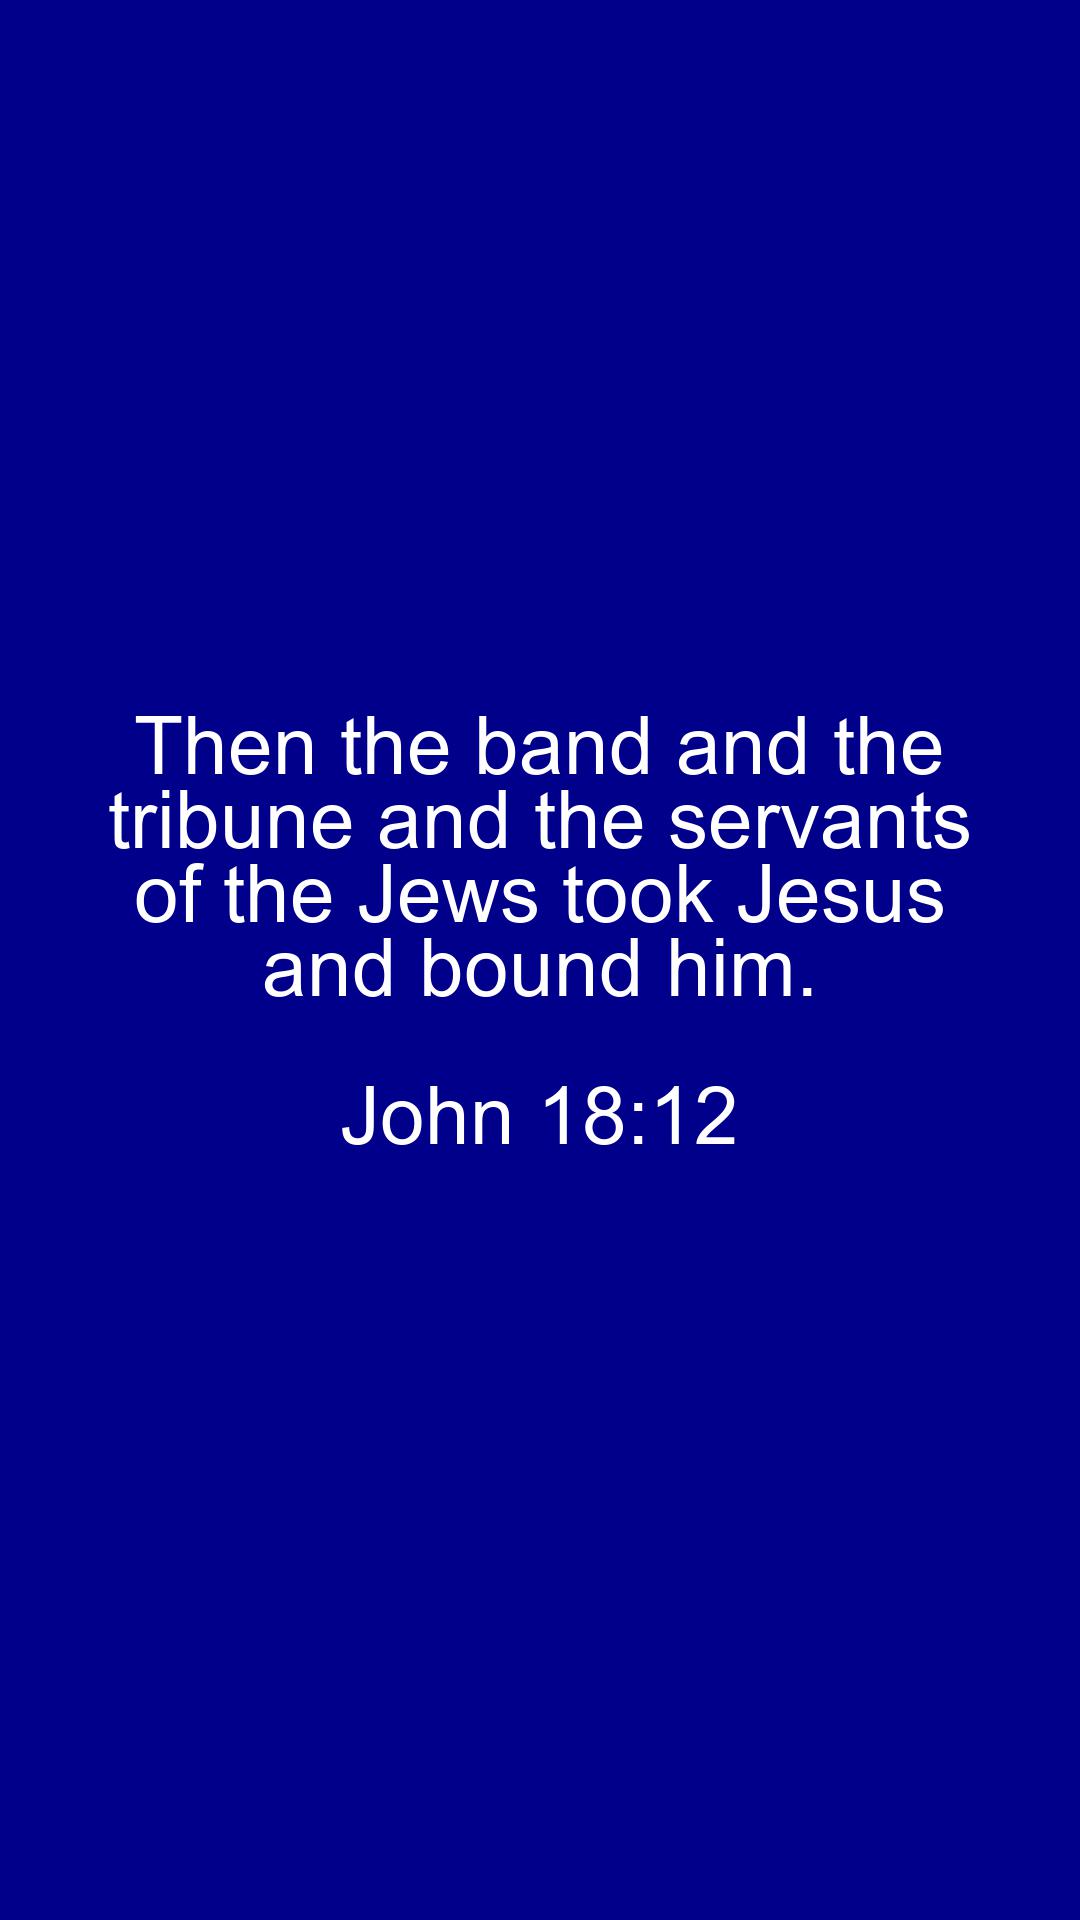 Then the band and the
tribune and the servants
of the Jews took Jesus
and bound him.
John 18:12